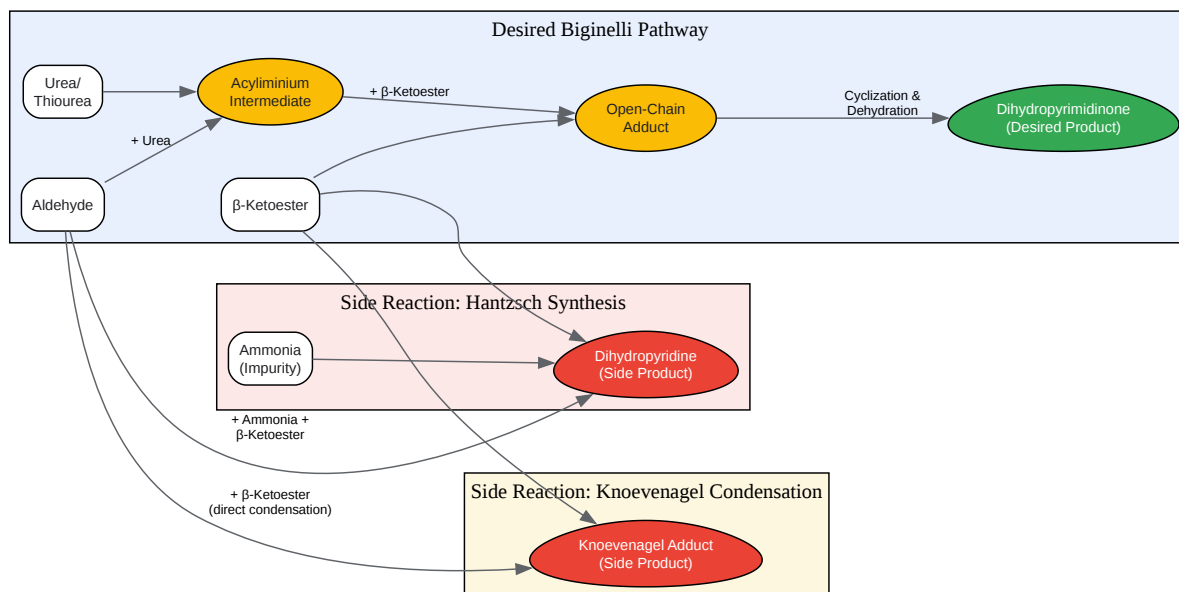 Desired Biginelli Pathway
Urea/
Thiourea
Acyliminium
Intermediate
+ β-Ketoester
Open-Chain
Adduct
Cyclization &
Dehydration
Dihydropyrimidinone
(Desired Product)
+ Urea
Aldehyde
β-Ketoester
Side Reaction: Hantzsch Synthesis
Ammonia
(Impurity)
Dihydropyridine
(Side Product)
+ Ammonia +
β-Ketoester
Side Reaction: Knoevenagel Condensation
+ β-Ketoester
(direct condensation)
Knoevenagel Adduct
(Side Product)